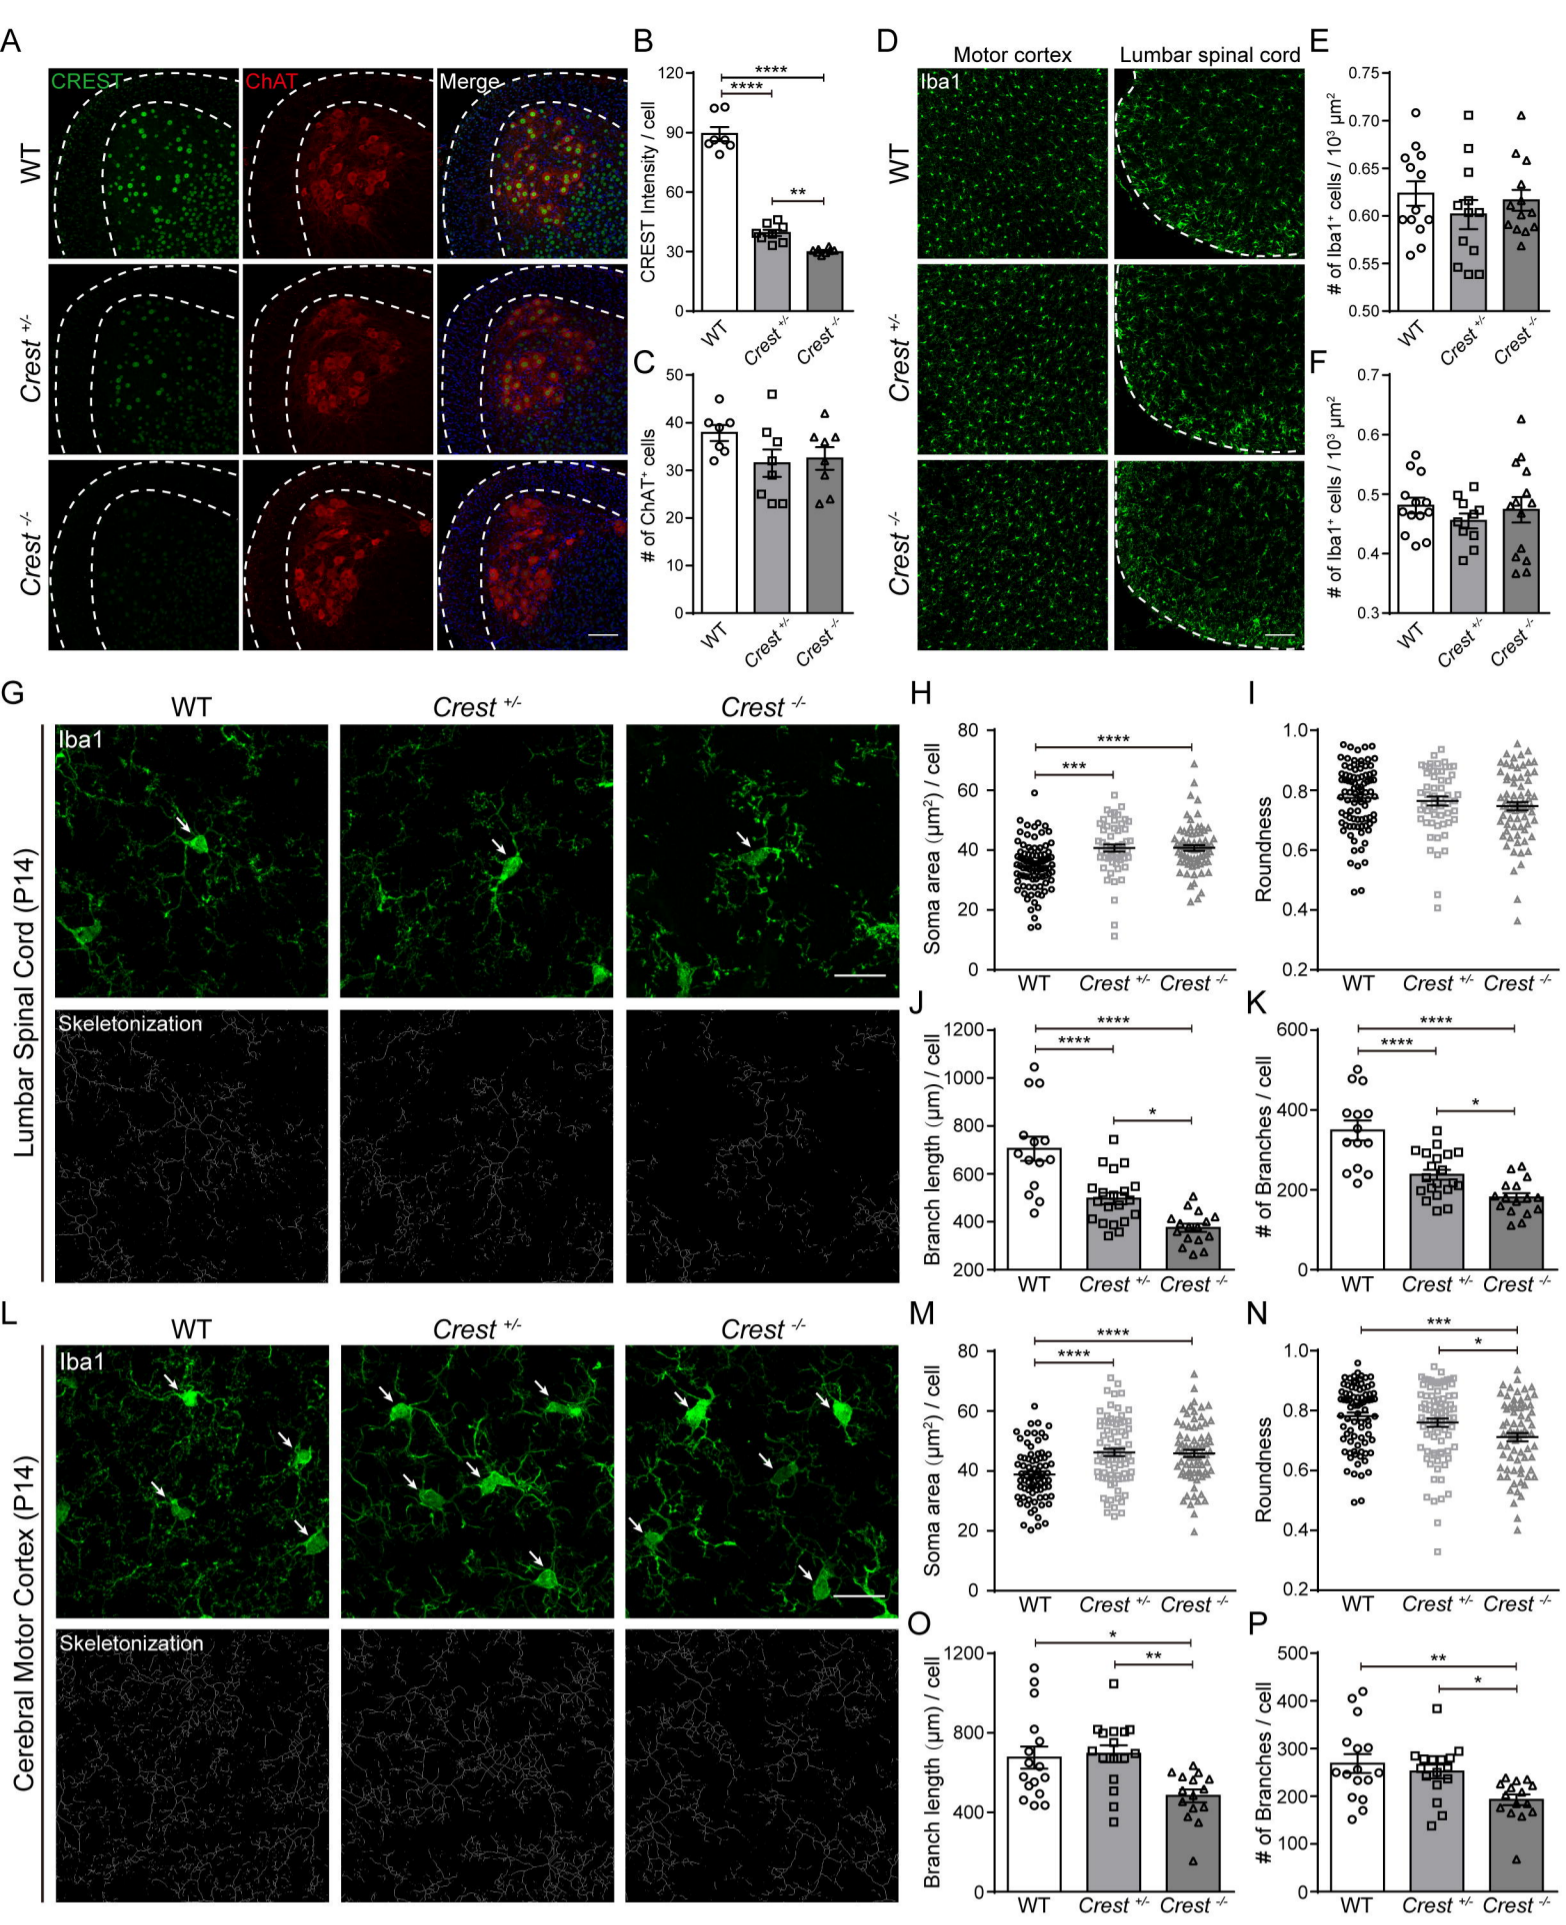 A
CREST
ChAT
Merge
WT
Crest +/-
Crest -/-
B
CREST Intensity / cell
120
90
60
30
0
****
****
**
WT
Crest +/-
Crest -/-
C
# of ChAT+ cells
50
40
30
20
10
0
WT
Crest +/-
Crest -/-
D
Motor cortex
Lumbar spinal cord
Iba1
WT
Crest +/-
Crest -/-
E
# of Iba1+ cells / 10³ μm²
0.75
0.70
0.65
0.60
0.55
0.50
WT
Crest +/-
Crest -/-
F
# of Iba1+ cells / 10³ μm²
0.7
0.6
0.5
0.4
0.3
WT
Crest +/-
Crest -/-
G
WT
Crest +/-
Crest -/-
Lumbar Spinal Cord (P14)
Iba1
Skeletonization
H
Soma area (μm²) / cell
80
60
40
20
0
****
***
WT
Crest +/-
Crest -/-
I
Roundness
1.0
0.8
0.6
0.4
0.2
WT
Crest +/-
Crest -/-
J
Branch length (μm) / cell
1200
1000
800
600
400
200
****
****
*
WT
Crest +/-
Crest -/-
K
# of Branches / cell
600
400
200
0
****
****
*
WT
Crest +/-
Crest -/-
L
WT
Crest +/-
Crest -/-
Cerebral Motor Cortex (P14)
Iba1
Skeletonization
M
Soma area (μm²) / cell
80
60
40
20
0
****
****
WT
Crest +/-
Crest -/-
N
Roundness
1.0
0.8
0.6
0.4
0.2
***
*
WT
Crest +/-
Crest -/-
O
Branch length (μm) / cell
1200
800
400
0
*
**
WT
Crest +/-
Crest -/-
P
# of Branches / cell
500
400
300
200
100
0
**
*
WT
Crest +/-
Crest -/-